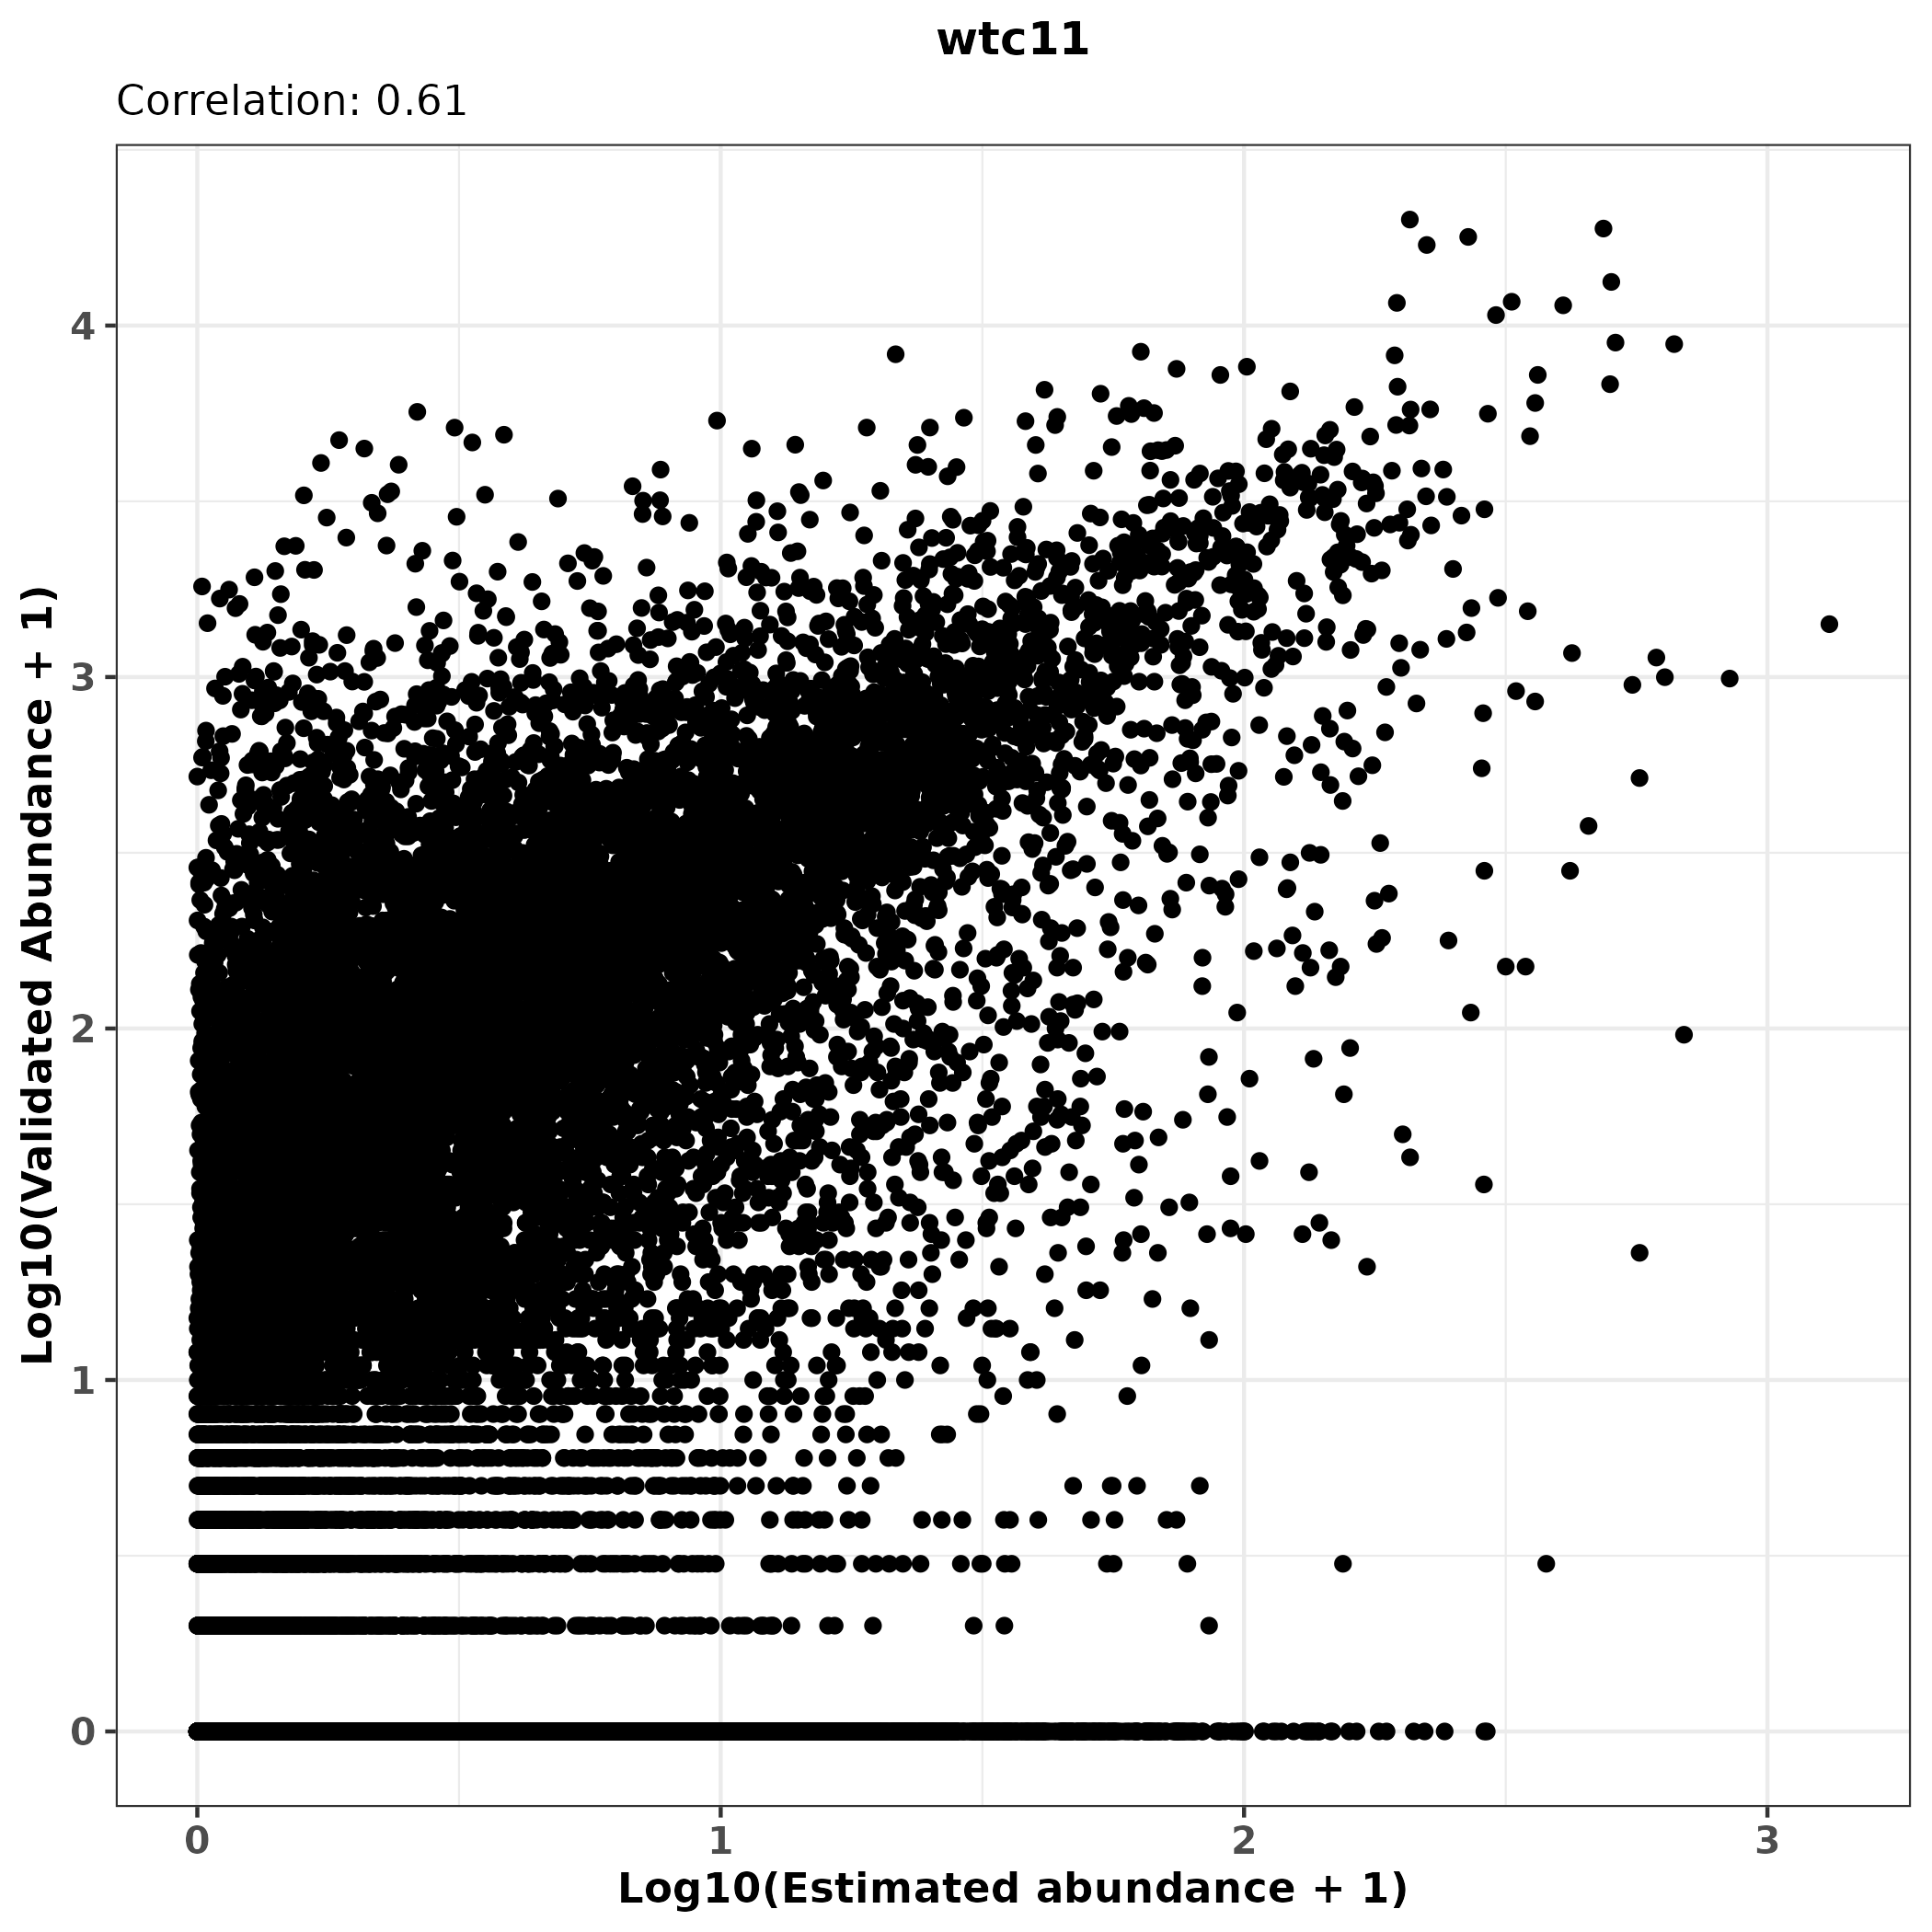 wtc11
Correlation: 0.61
Log10(Validated Abundance + 1)
4
3
2
1
0
0 1 2 3
Log10(Estimated abundance + 1)